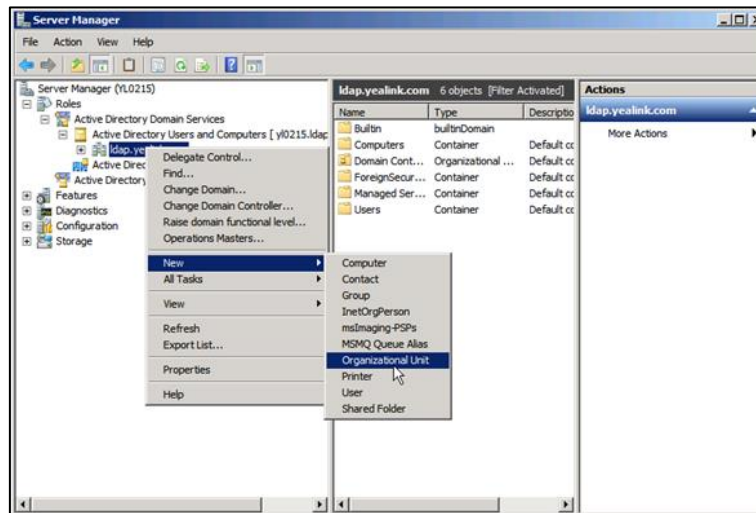 Server Manager
File Action View Help
Server Manager (YL0215)
Roles
Active Directory Domain Services
Active Directory Users and Computers [ yl0215.ldap
ldap.ye
Active Direc
Active Directory
Features
Diagnostics
Configuration
Storage
Delegate Control...
Find...
Change Domain...
Change Domain Controller...
Raise domain functional level...
Operations Masters...
New
All Tasks
View
Refresh
Export List...
Properties
Help
Computer
Contact
Group
InetOrgPerson
msImaging-PSPs
MSMQ Queue Alias
Organizational Unit
Printer
User
Shared Folder
ldap.yealink.com 6 objects [Filter Activated]
Name Type Descriptio
Builtin builtinDomain
Computers Container Default cc
Domain Cont... Organizational ... Default cc
ForeignSecur... Container Default cc
Managed Ser... Container Default cc
Users Container Default cc
Actions
ldap.yealink.com
More Actions